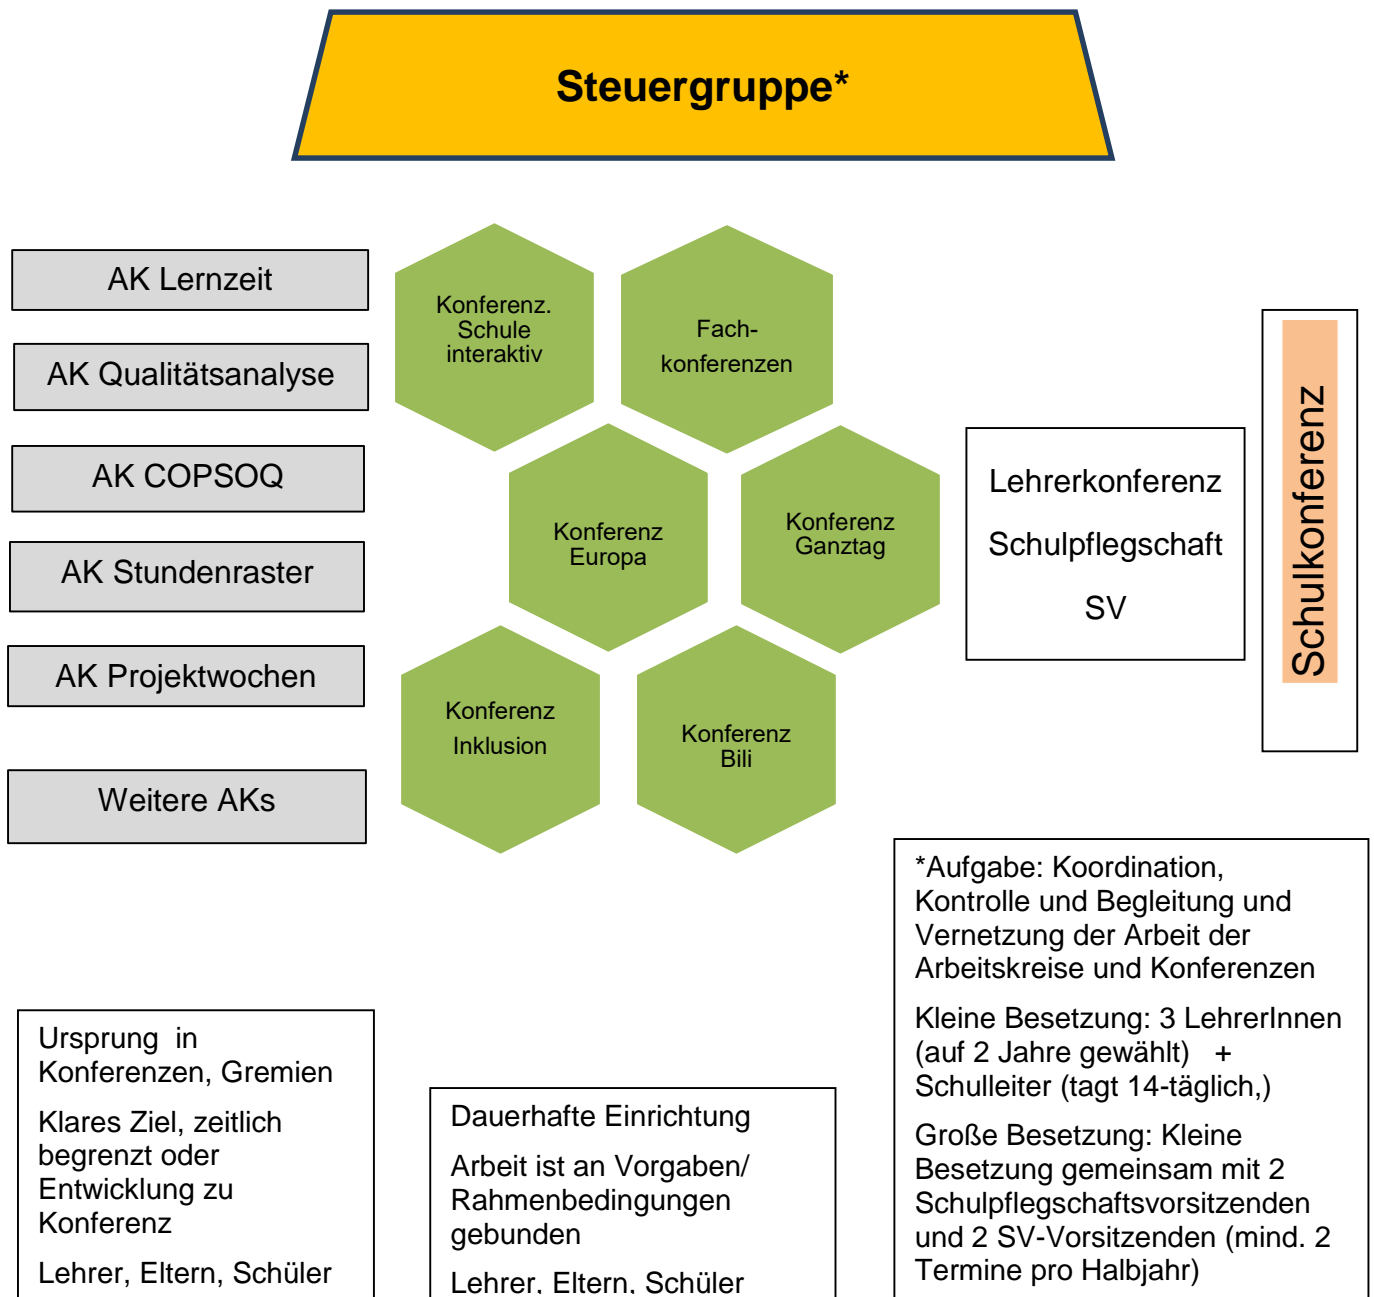 Steuergruppe*
AK Lernzeit
AK Qualitätsanalyse
AK COPSOQ
AK Stundenraster
AK Projektwochen
Weitere AKs
Konferenz.
Schule
interaktiv
Fach-
konferenzen
Konferenz
Europa
Konferenz
Ganztag
Konferenz
Inklusion
Konferenz
Bili
Lehrerkonferenz
Schulpflegschaft
SV
Schulkonferenz
Ursprung in
Konferenzen, Gremien
Klares Ziel, zeitlich
begrenzt oder
Entwicklung zu
Konferenz
Lehrer, Eltern, Schüler
Dauerhafte Einrichtung
Arbeit ist an Vorgaben/
Rahmenbedingungen
gebunden
Lehrer, Eltern, Schüler
*Aufgabe: Koordination,
Kontrolle und Begleitung und
Vernetzung der Arbeit der
Arbeitskreise und Konferenzen
Kleine Besetzung: 3 LehrerInnen
(auf 2 Jahre gewählt) +
Schulleiter (tagt 14-täglich,)
Große Besetzung: Kleine
Besetzung gemeinsam mit 2
Schulpflegschaftsvorsitzenden
und 2 SV-Vorsitzenden (mind. 2
Termine pro Halbjahr)